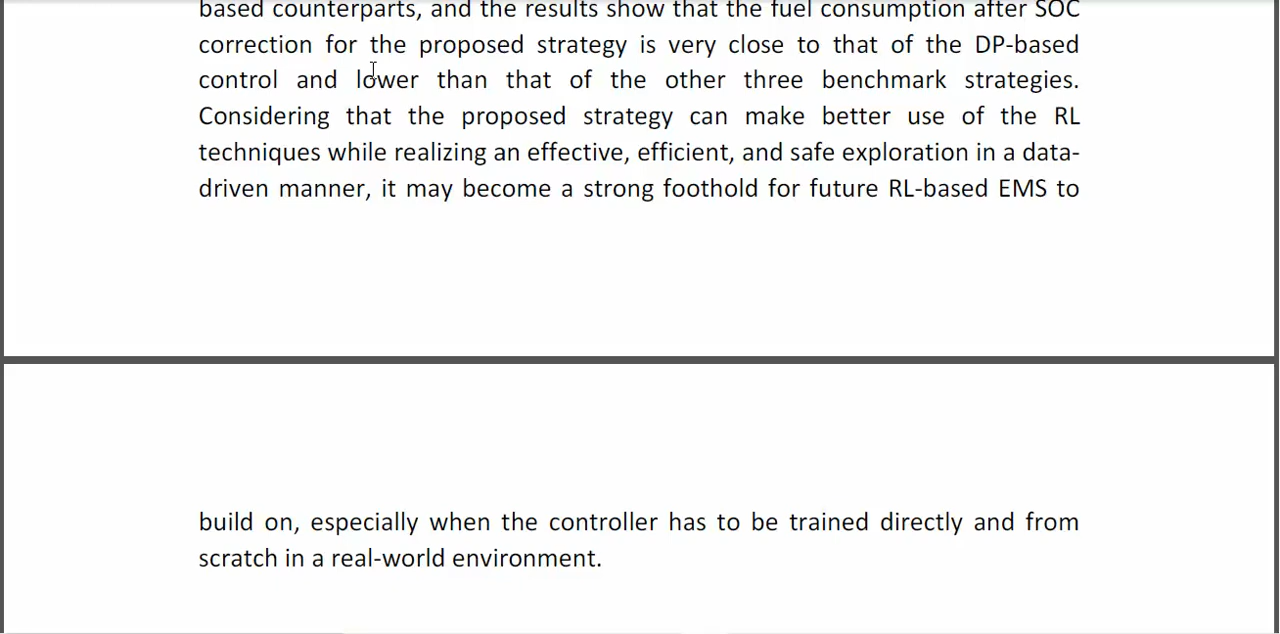 based counterparts, and the results show that the fuel consumption after SOC
correction for the proposed strategy is very close to that of the DP-based
control and lower than that of the other three benchmark strategies.
Considering that the proposed strategy can make better use of the RL
techniques while realizing an effective, efficient, and safe exploration in a data-
driven manner, it may become a strong foothold for future RL-based EMS to
build on, especially when the controller has to be trained directly and from
scratch in a real-world environment.